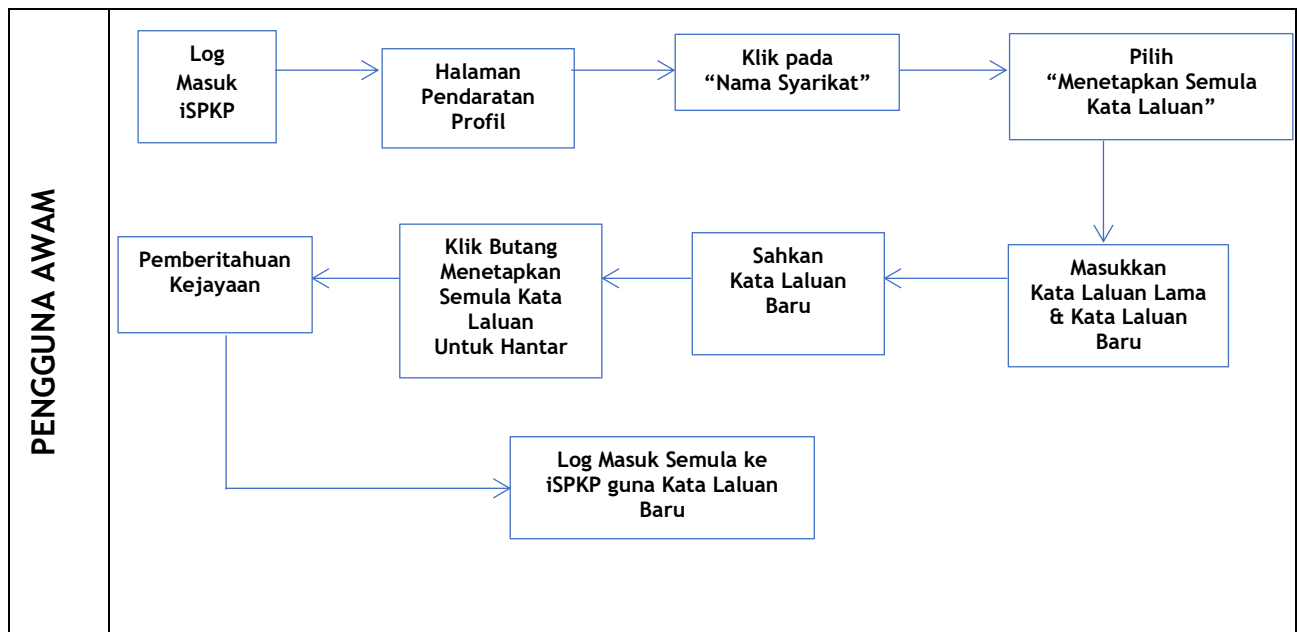 PENGGUNA AWAM
Log
Masuk
iSPKP
Halaman
Pendaratan
Profil
Klik pada
“Nama Syarikat”
Pilih
“Menetapkan Semula
Kata Laluan”
Masukkan
Kata Laluan Lama
& Kata Laluan
Baru
Sahkan
Kata Laluan
Baru
Klik Butang
Menetapkan
Semula Kata
Laluan
Untuk Hantar
Pemberitahuan
Kejayaan
Log Masuk Semula ke
iSPKP guna Kata Laluan
Baru